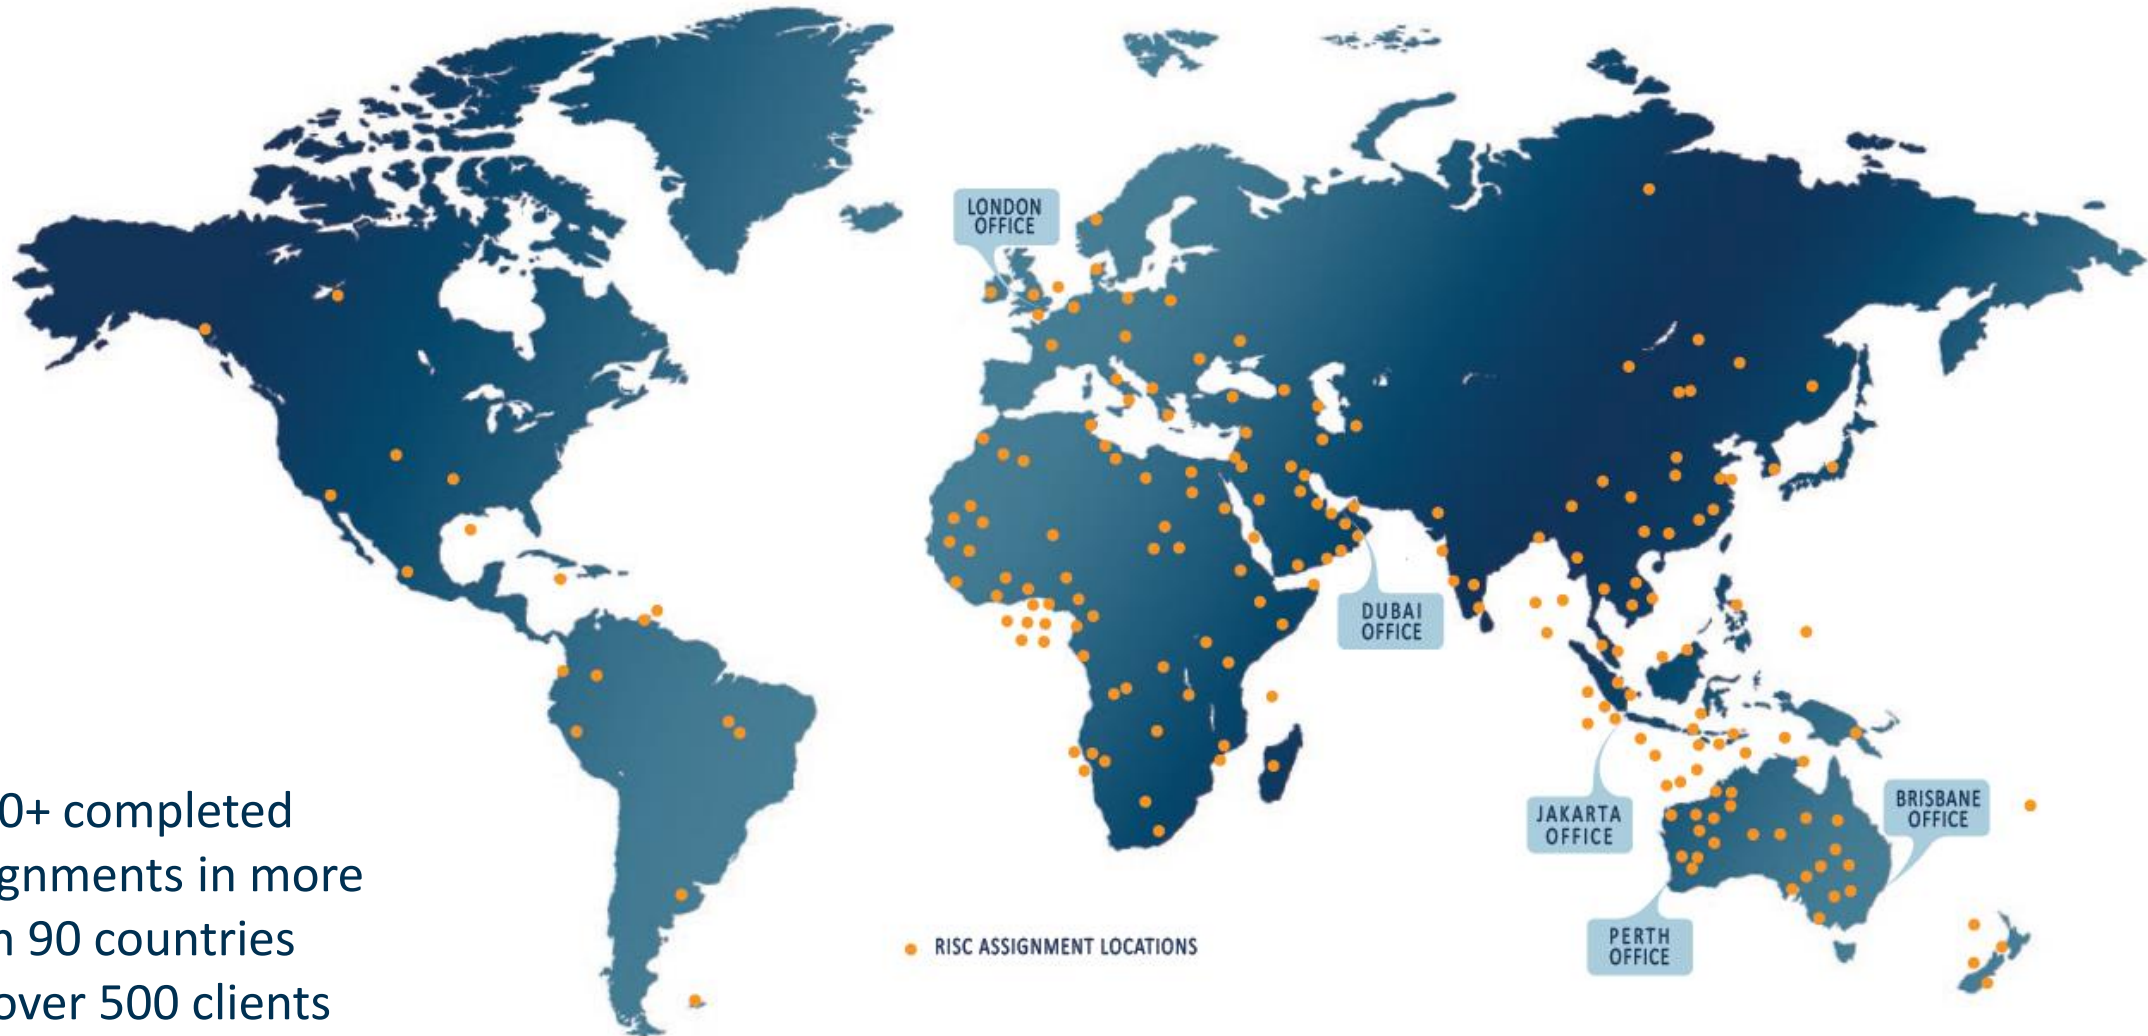 LONDON
OFFICE
DUBAI
OFFICE
JAKARTA
OFFICE
BRISBANE
OFFICE
PERTH
OFFICE
0+ completed
gnments in more
90 countries
over 500 clients
RISC ASSIGNMENT LOCATIONS